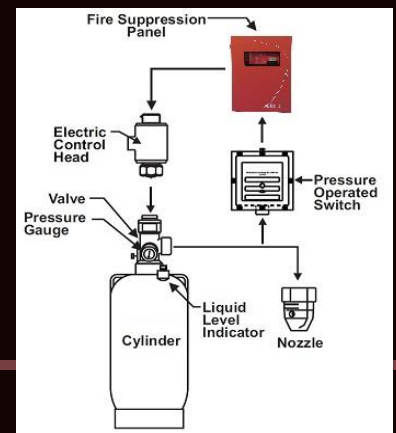 Fire Suppression
Panel
Electric
Control
Head
Pressure
Operated
Switch
Valve
Pressure
Gauge
Liquid
Level
Indicator
Cylinder
Nozzle